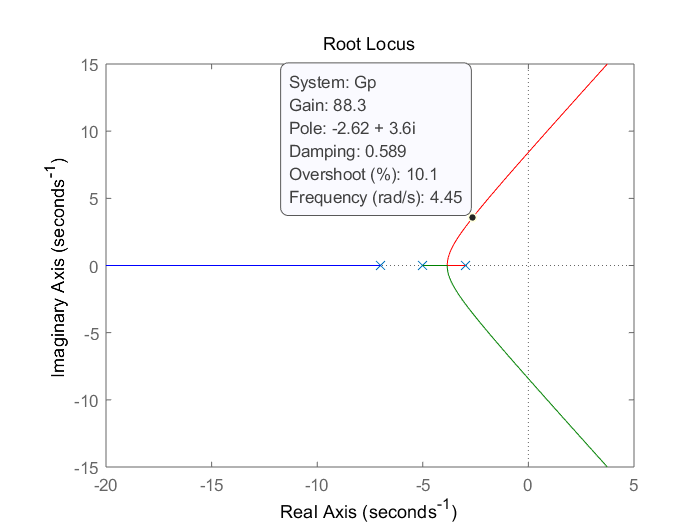 Root Locus
15
10
5
0
-5
-10
-15
System: Gp
Gain: 88.3
Pole: -2.62 + 3.6i
Damping: 0.589
Overshoot (%): 10.1
Frequency (rad/s): 4.45
-20 -15 -10 -5 0 5
Real Axis (seconds⁻¹)
Imaginary Axis (seconds⁻¹)